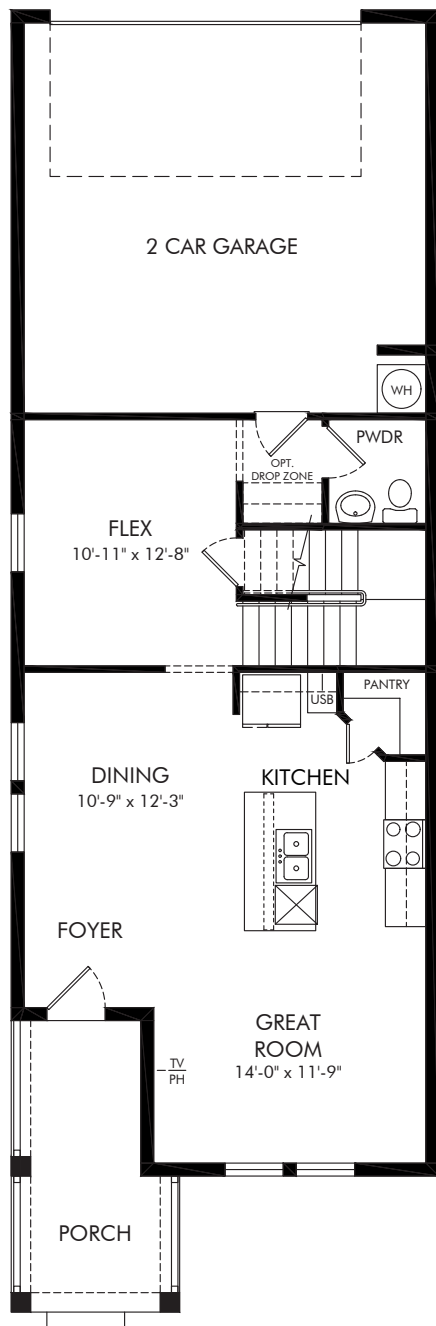 2 CAR GARAGE
WH
PWDR
OPT.
DROP ZONE
FLEX
10'-11" x 12'-8"
USB
PANTRY
DINING
10'-9" x 12'-3"
KITCHEN
FOYER
GREAT
ROOM
14'-0" x 11'-9"
TV
PH
PORCH